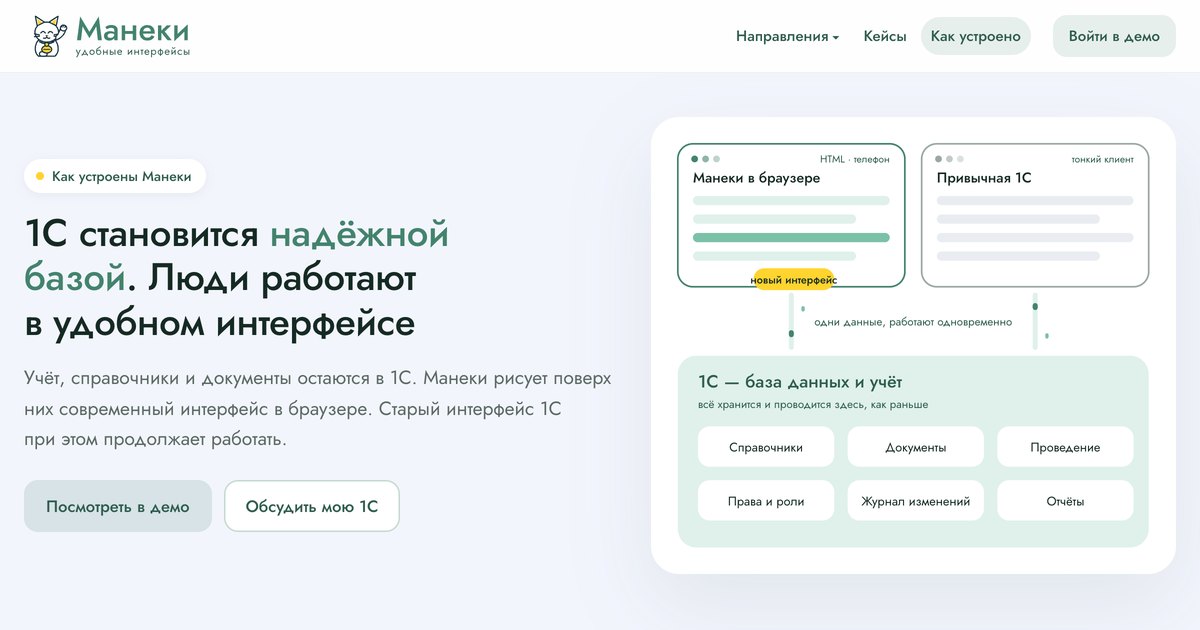 Манеки
удобные интерфейсы
Направления
Кейсы
Как устроено
Войти в демо
Как устроены Манеки
1С становится надёжной
базой. Люди работают
в удобном интерфейсе
Учёт, справочники и документы остаются в 1С. Манеки рисует поверх
них современный интерфейс в браузере. Старый интерфейс 1С
при этом продолжает работать.
Посмотреть в демо
Обсудить мою 1С
HTML · телефон
Манеки в браузере
новый интерфейс
тонкий клиент
Привычная 1С
одни данные, работают одновременно
1С — база данных и учёт
всё хранится и проводится здесь, как раньше
Справочники
Документы
Проведение
Права и роли
Журнал изменений
Отчёты